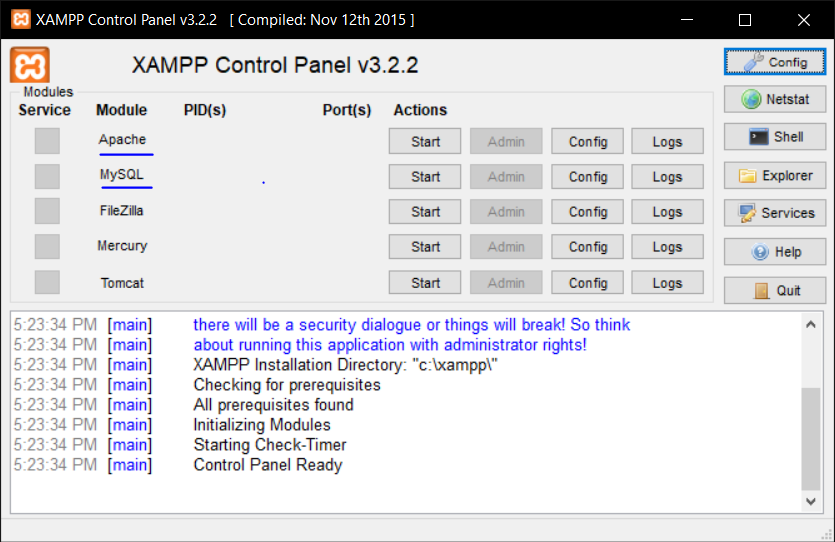 XAMPP Control Panel v3.2.2 [ Compiled: Nov 12th 2015 ]
XAMPP Control Panel v3.2.2
Config
Modules
Service Module PID(s) Port(s) Actions
Netstat
Apache Start Admin Config Logs
Shell
MySQL Start Admin Config Logs
Explorer
FileZilla Start Admin Config Logs
Services
Mercury Start Admin Config Logs
Help
Tomcat Start Admin Config Logs
Quit
5:23:34 PM [main] there will be a security dialogue or things will break! So think
5:23:34 PM [main] about running this application with administrator rights!
5:23:34 PM [main] XAMPP Installation Directory: "c:\xampp\"
5:23:34 PM [main] Checking for prerequisites
5:23:34 PM [main] All prerequisites found
5:23:34 PM [main] Initializing Modules
5:23:34 PM [main] Starting Check-Timer
5:23:34 PM [main] Control Panel Ready